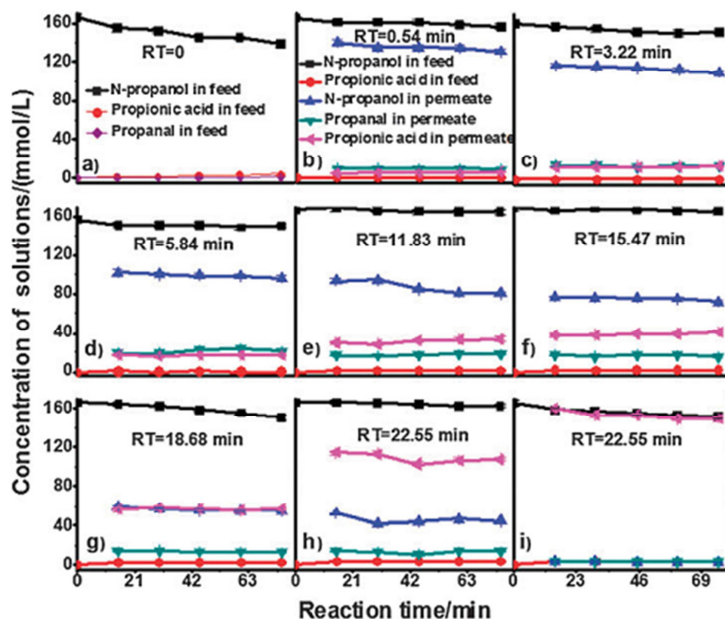 Concentration of solutions/(mmol/L)
160
120
80
40
0
RT=0
N-propanol in feed
Propionic acid in feed
Propanal in feed
a)
RT=0.54 min
N-propanol in feed
Propionic acid in feed
N-propanol in permeate
Propanal in permeate
Propionic acid in permeate
b)
RT=3.22 min
c)
160
120
80
40
0
RT=5.84 min
d)
RT=11.83 min
e)
RT=15.47 min
f)
160
120
80
40
0
RT=18.68 min
g)
RT=22.55 min
h)
RT=22.55 min
i)
0 21 42 63
0 21 42 63
0 23 46 69
Reaction time/min